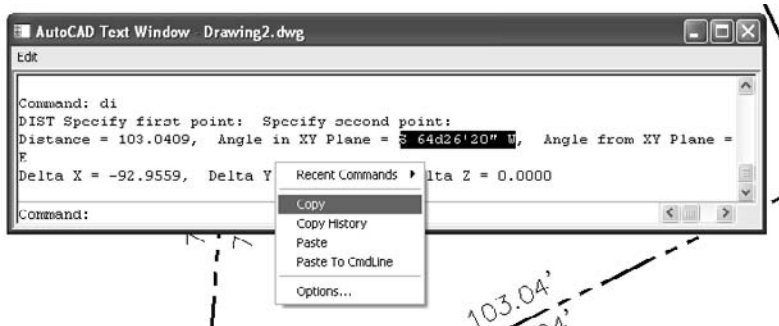 AutoCAD Text Window Drawing2.dwg
Edit
Command: di
DIST Specify first point: Specify second point:
Distance = 103.0409, Angle in XY Plane = S 64d26'20" W, Angle from XY Plane =
E
Delta X = -92.9559, Delta Y lta Z = 0.0000
Command:
Recent Commands
Copy
Copy History
Paste
Paste To CmdLine
Options...
103.04'